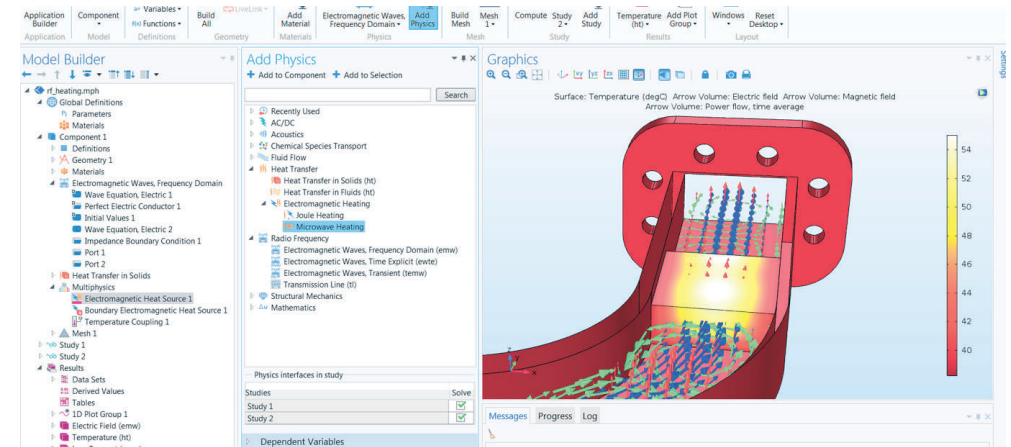 Application Builder
Component
Variables
f(x) Functions
Build All
LiveLink
Add Material
Electromagnetic Waves, Frequency Domain
Add Physics
Build Mesh
Mesh 1
Compute
Study 2
Add Study
Temperature (ht)
Add Plot Group
Windows
Reset Desktop
Application
Model
Definitions
Geometry
Materials
Physics
Mesh
Study
Results
Layout
Model Builder
rf_heating.mph
Global Definitions
Pi Parameters
Materials
Component 1
Definitions
Geometry 1
Materials
Electromagnetic Waves, Frequency Domain
Wave Equation, Electric 1
Perfect Electric Conductor 1
Initial Values 1
Wave Equation, Electric 2
Impedance Boundary Condition 1
Port 1
Port 2
Heat Transfer in Solids
Multiphysics
Electromagnetic Heat Source 1
Boundary Electromagnetic Heat Source 1
Temperature Coupling 1
Mesh 1
Study 1
Study 2
Results
Data Sets
Derived Values
Tables
1D Plot Group 1
Electric Field (emw)
Temperature (ht)
Add Physics
+ Add to Component + Add to Selection
Search
Recently Used
AC/DC
Acoustics
Chemical Species Transport
Fluid Flow
Heat Transfer
Heat Transfer in Solids (ht)
Heat Transfer in Fluids (ht)
Electromagnetic Heating
Joule Heating
Microwave Heating
Radio Frequency
Electromagnetic Waves, Frequency Domain (emw)
Electromagnetic Waves, Time Explicit (ewte)
Electromagnetic Waves, Transient (temw)
Transmission Line (tl)
Structural Mechanics
Δu Mathematics
Physics interfaces in study
Studies Solve
Study 1
Study 2
Dependent Variables
Graphics
xy yz zx
Surface: Temperature (degC) Arrow Volume: Electric field Arrow Volume: Magnetic field
Arrow Volume: Power flow, time average
54
52
50
48
46
44
42
40
z
y
x
Messages Progress Log
Settings